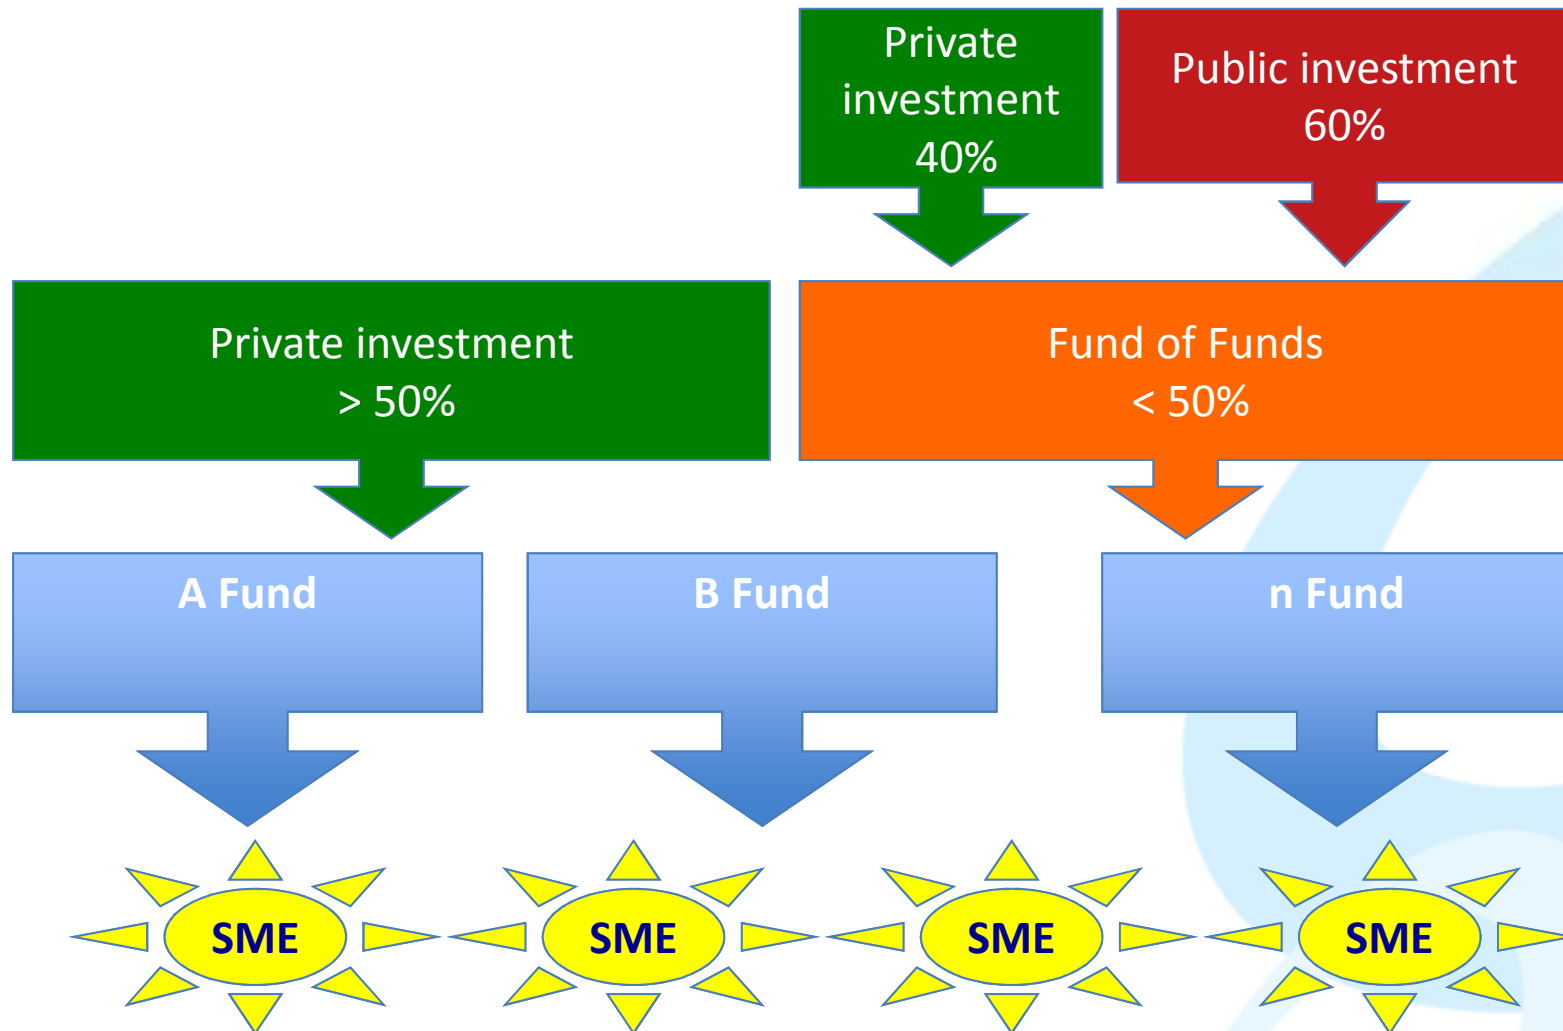 Private
investment
40%
Public investment
60%
Private investment
> 50%
Fund of Funds
< 50%
A Fund
B Fund
n Fund
SME
SME
SME
SME